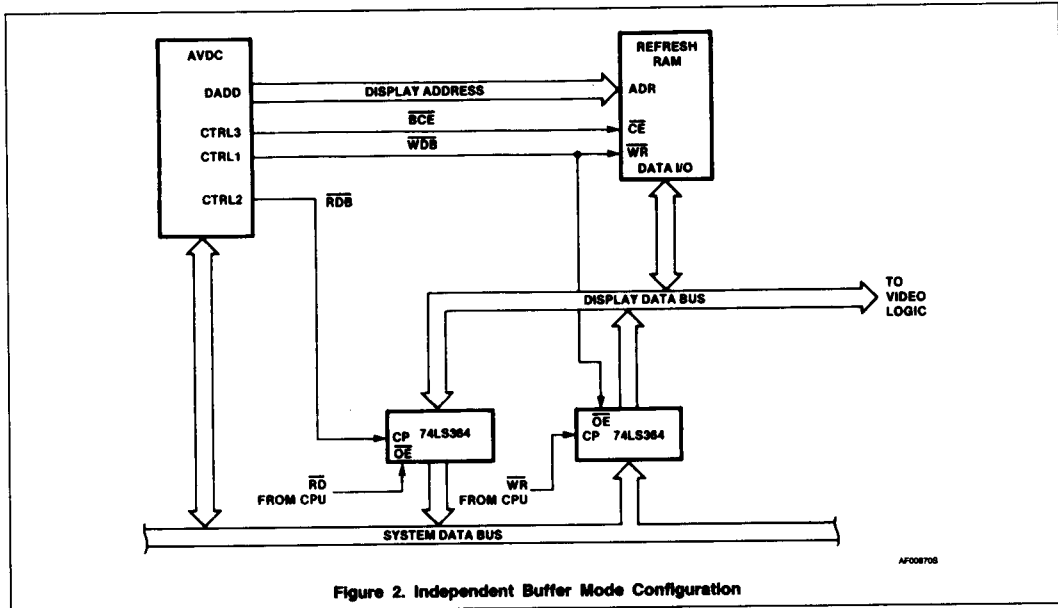 AVDC
DADD
CTRL3
CTRL1
CTRL2
DISPLAY ADDRESS
BCE
WDB
RDB
REFRESH
RAM
ADR
CE
WR
DATA I/O
DISPLAY DATA BUS
TO
VIDEO
LOGIC
CP 74LS364
OE
RD
FROM CPU
OE
CP 74LS364
WR
FROM CPU
SYSTEM DATA BUS
AF00870S
Figure 2. Independent Buffer Mode Configuration